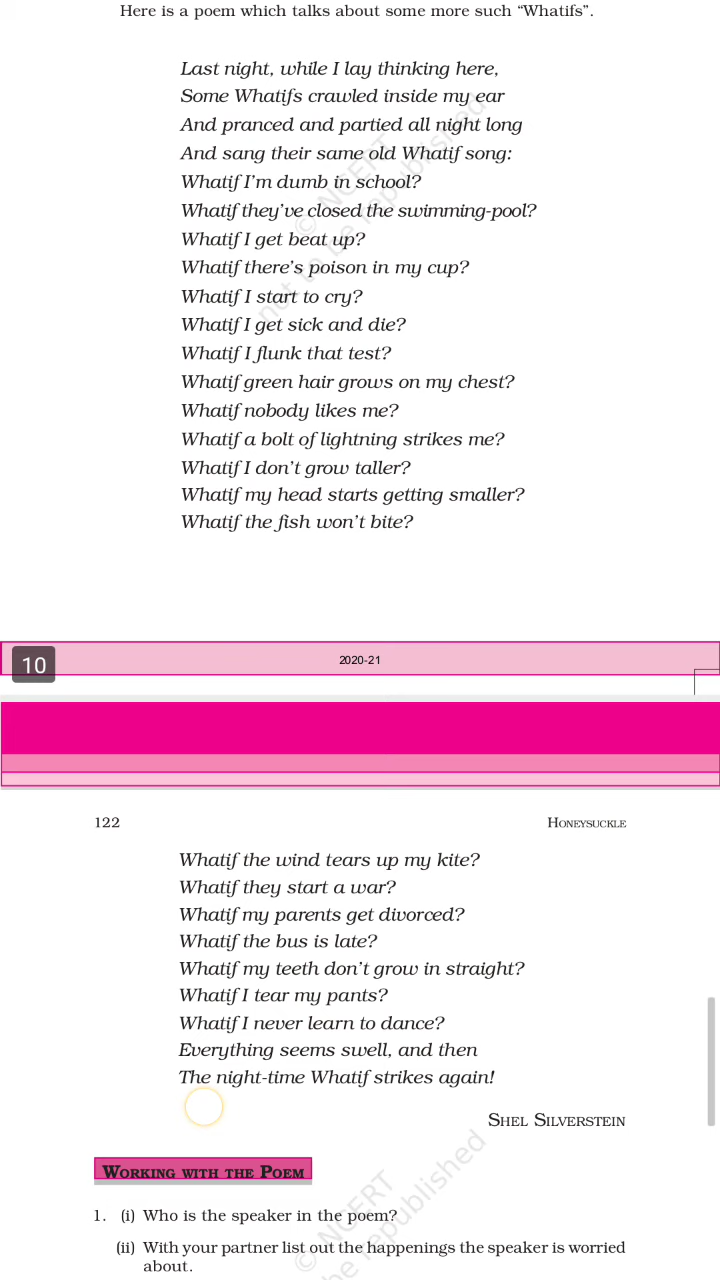 Here is a poem which talks about some more such “Whatifs”.
Last night, while I lay thinking here,
Some Whatifs crawled inside my ear
And pranced and partied all night long
And sang their same old Whatif song:
Whatif I’m dumb in school?
Whatif they’ve closed the swimming-pool?
Whatif I get beat up?
Whatif there’s poison in my cup?
Whatif I start to cry?
Whatif I get sick and die?
Whatif I flunk that test?
Whatif green hair grows on my chest?
Whatif nobody likes me?
Whatif a bolt of lightning strikes me?
Whatif I don’t grow taller?
Whatif my head starts getting smaller?
Whatif the fish won’t bite?
© NCERT
not to be republished
10
2020-21
122
HONEYSUCKLE
Whatif the wind tears up my kite?
Whatif they start a war?
Whatif my parents get divorced?
Whatif the bus is late?
Whatif my teeth don’t grow in straight?
Whatif I tear my pants?
Whatif I never learn to dance?
Everything seems swell, and then
The night-time Whatif strikes again!
SHEL SILVERSTEIN
WORKING WITH THE POEM
1. (i) Who is the speaker in the poem?
(ii) With your partner list out the happenings the speaker is worried
about.
© NCERT
be republished